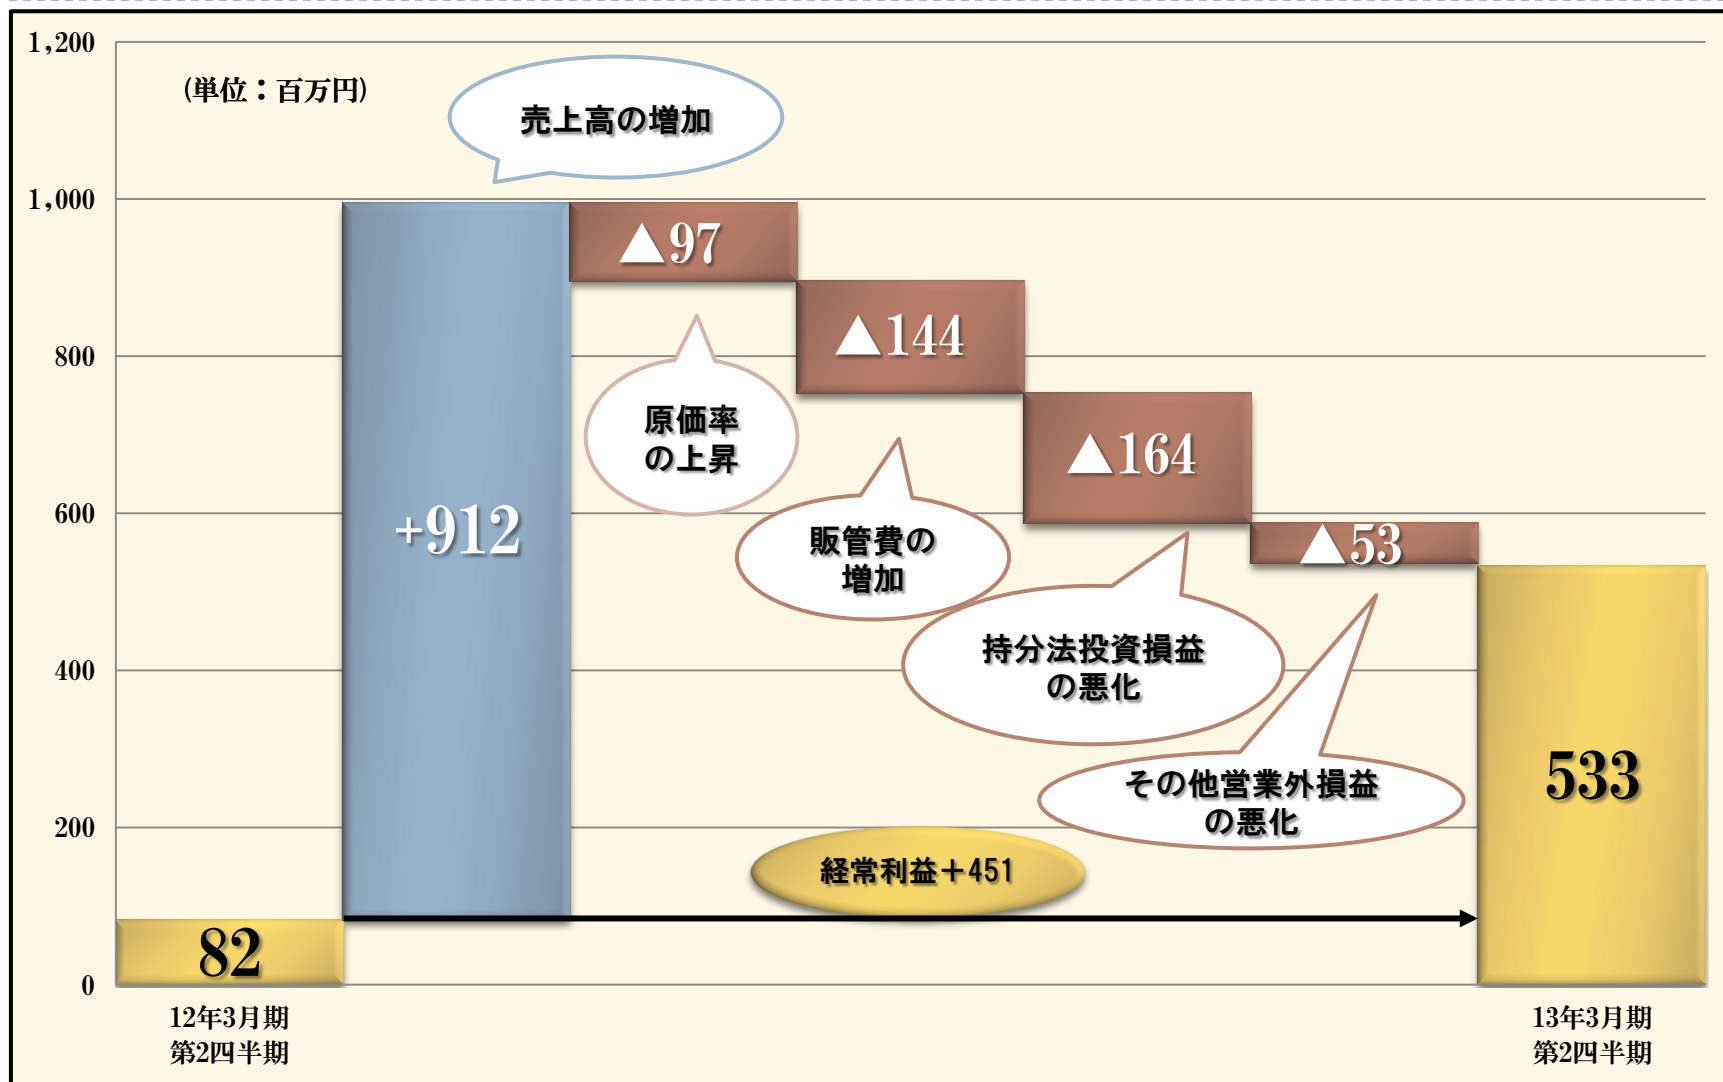 1,200
(単位：百万円)
売上高の増加
1,000
▲97
▲144
800
原価率
の上昇
▲164
600
+912
販管費の
増加
▲53
持分法投資損益
の悪化
400
その他営業外損益
の悪化
533
200
経常利益＋451
82
0
12年3月期
第2四半期
13年3月期
第2四半期